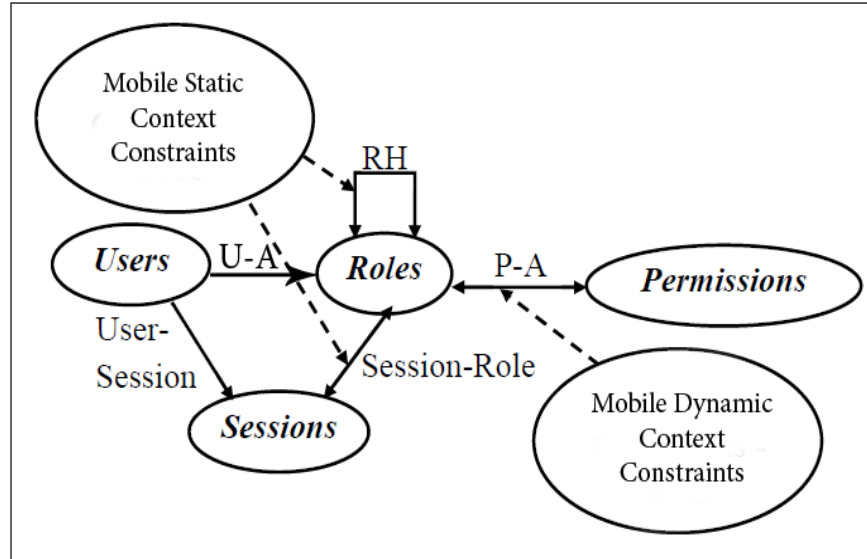 Mobile Static
Context
Constraints
RH
Users
U-A
Roles
P-A
Permissions
User-
Session
Session-Role
Sessions
Mobile Dynamic
Context
Constraints